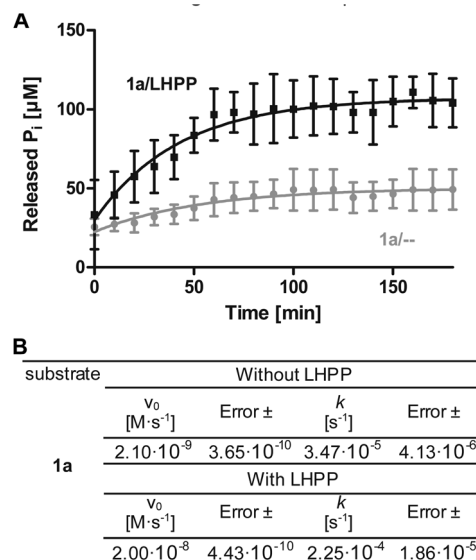 A
150
100
50
0
Released Pi [µM]
1a/LHPP
1a/--
0 50 100 150
Time [min]
B
substrate Without LHPP
v₀ Error ± k Error ±
[M·s⁻¹] [s⁻¹]
2.10·10⁻⁹ 3.65·10⁻¹⁰ 3.47·10⁻⁵ 4.13·10⁻⁶
1a
With LHPP
v₀ Error ± k Error ±
[M·s⁻¹] [s⁻¹]
2.00·10⁻⁸ 4.43·10⁻¹⁰ 2.25·10⁻⁴ 1.86·10⁻⁵